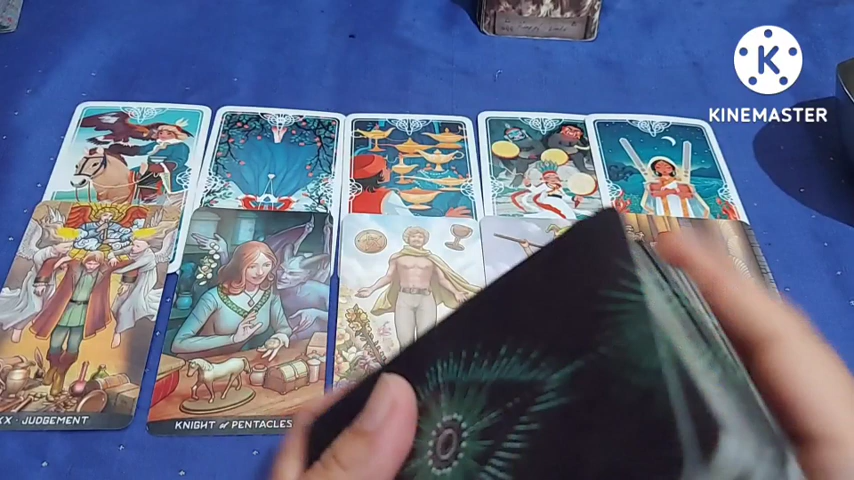 KINEMASTER
XX · JUDGEMENT
KNIGHT of PENTACLES